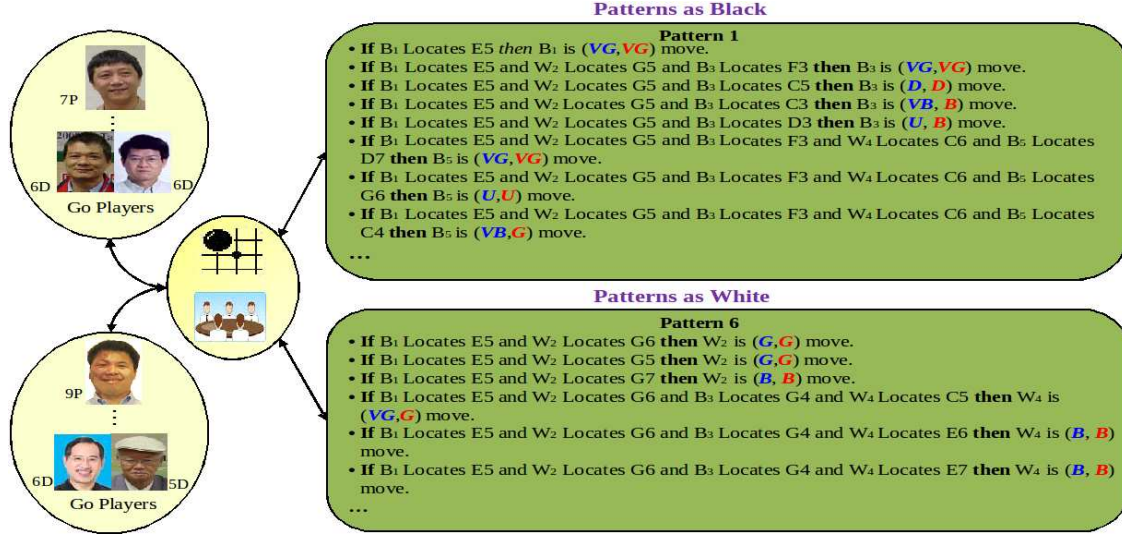 Patterns as Black
Pattern 1
• If B1 Locates E5 then B1 is (VG,VG) move.
• If B1 Locates E5 and W2 Locates G5 and B3 Locates F3 then B3 is (VG,VG) move.
• If B1 Locates E5 and W2 Locates G5 and B3 Locates C5 then B3 is (D, D) move.
• If B1 Locates E5 and W2 Locates G5 and B3 Locates C3 then B3 is (VB, B) move.
• If B1 Locates E5 and W2 Locates G5 and B3 Locates D3 then B3 is (U, B) move.
• If B1 Locates E5 and W2 Locates G5 and B3 Locates F3 and W4 Locates C6 and B5 Locates
D7 then B5 is (VG,VG) move.
• If B1 Locates E5 and W2 Locates G5 and B3 Locates F3 and W4 Locates C6 and B5 Locates
G6 then B5 is (U,U) move.
• If B1 Locates E5 and W2 Locates G5 and B3 Locates F3 and W4 Locates C6 and B5 Locates
C4 then B5 is (VB,G) move.
...
7P
6D
6D
Go Players
Patterns as White
Pattern 6
• If B1 Locates E5 and W2 Locates G6 then W2 is (G,G) move.
• If B1 Locates E5 and W2 Locates G5 then W2 is (G,G) move.
• If B1 Locates E5 and W2 Locates G7 then W2 is (B, B) move.
• If B1 Locates E5 and W2 Locates G6 and B3 Locates G4 and W4 Locates C5 then W4 is
(VG,G) move.
• If B1 Locates E5 and W2 Locates G6 and B3 Locates G4 and W4 Locates E6 then W4 is (B, B)
move.
• If B1 Locates E5 and W2 Locates G6 and B3 Locates G4 and W4 Locates E7 then W4 is (B, B)
move.
...
9P
6D
5D
Go Players